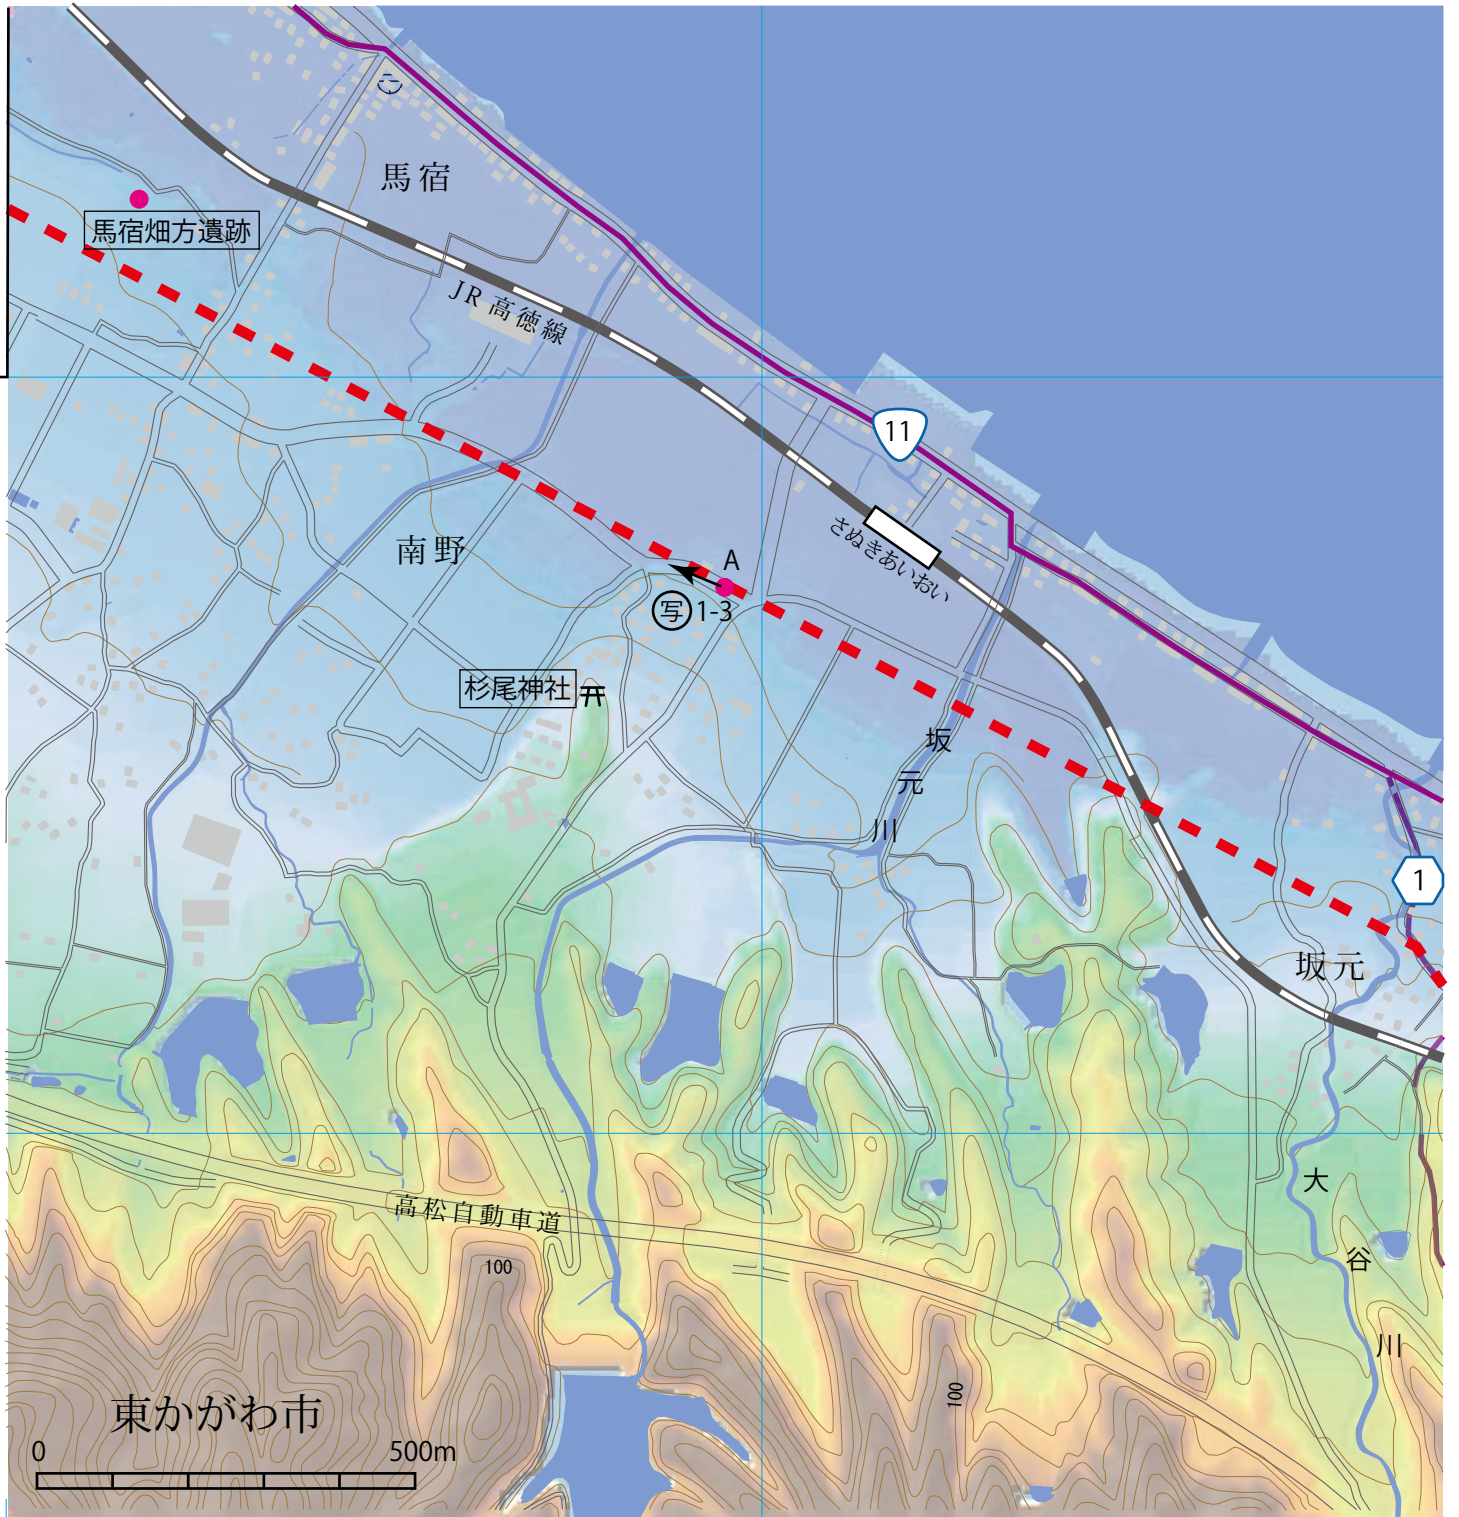 馬宿
馬宿畑方遺跡
JR高徳線
11
さぬきあいおい
南野
A
写 1-3
杉尾神社
坂元川
1
坂元
大谷川
高松自動車道
100
100
東かがわ市
0 500m